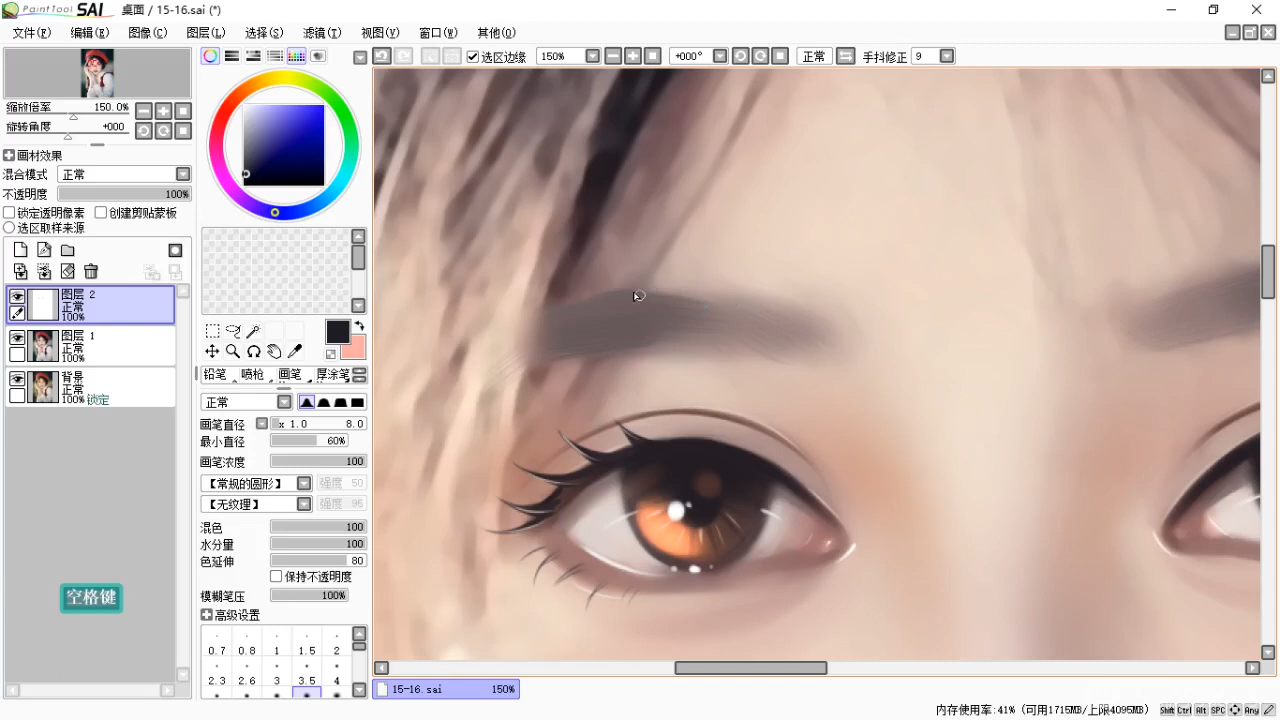 PaintTool SAI 桌面 / 15-16.sai (*)
文件(F) 编辑(E) 图像(C) 图层(L) 选择(S) 滤镜(T) 视图(V) 窗口(W) 其他(O)
选区边缘 150% +000° 正常 手抖修正 9
缩放倍率 150.0%
旋转角度 +000
画材效果
混合模式 正常
不透明度 100%
锁定透明像素 创建剪贴蒙板
选区取样来源
图层 2
正常
100%
图层 1
正常
100%
背景
正常
100% 锁定
空格键
铅笔 喷枪 画笔 厚涂笔
正常
画笔直径 x 1.0 8.0
最小直径 60%
画笔浓度 100
【常规的圆形】 强度 50
【无纹理】 强度 95
混色 100
水分量 100
色延伸 80
保持不透明度
模糊笔压 100%
高级设置
0.7 0.8 1 1.5 2
2.3 2.6 3 3.5 4
15-16.sai 150%
内存使用率: 41% (可用1715MB/上限4095MB) Shift Ctrl Alt SPC Any